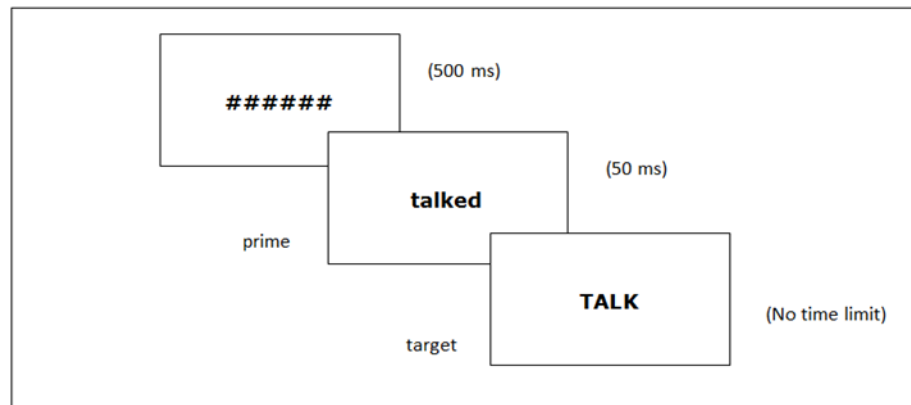 (500 ms)
######
(50 ms)
talked
prime
TALK
(No time limit)
target